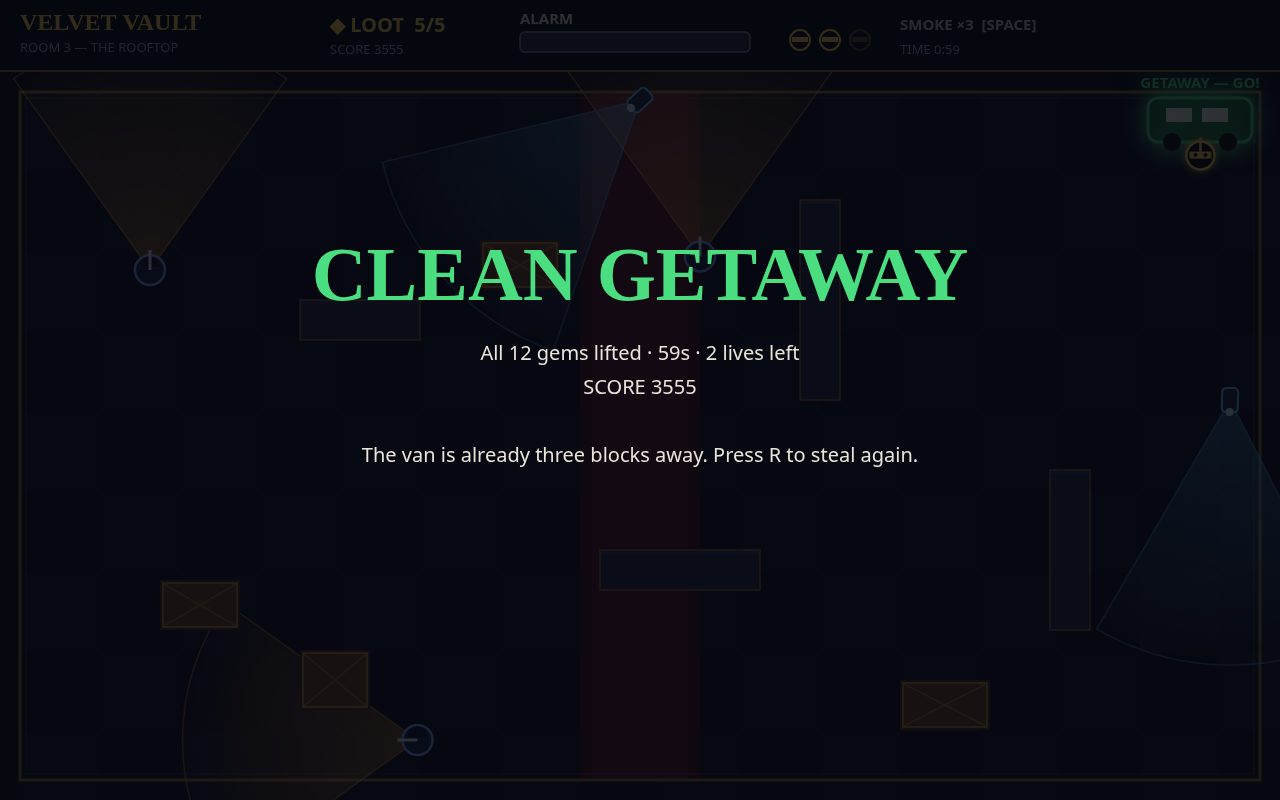 VELVET VAULT
ROOM 3 — THE ROOFTOP
◆ LOOT 5/5
SCORE 3555
ALARM
SMOKE ×3 [SPACE]
TIME 0:59
GETAWAY — GO!
CLEAN GETAWAY
All 12 gems lifted · 59s · 2 lives left
SCORE 3555
The van is already three blocks away. Press R to steal again.